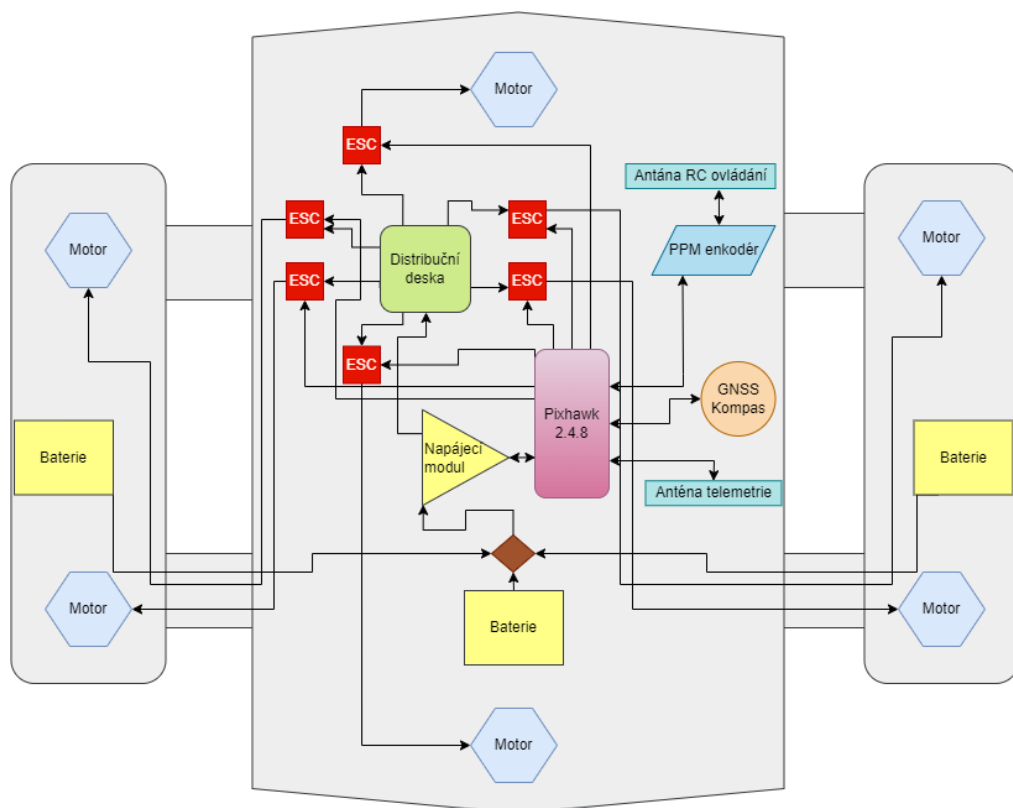 Motor
ESC
Antána RC ovládání
ESC
ESC
Motor
Distribuční
deska
PPM enkodér
Motor
ESC
ESC
ESC
Pixhawk
2.4.8
GNSS
Kompas
Baterie
Napájecí
modul
Baterie
Anténa telemetrie
Motor
Baterie
Motor
Motor